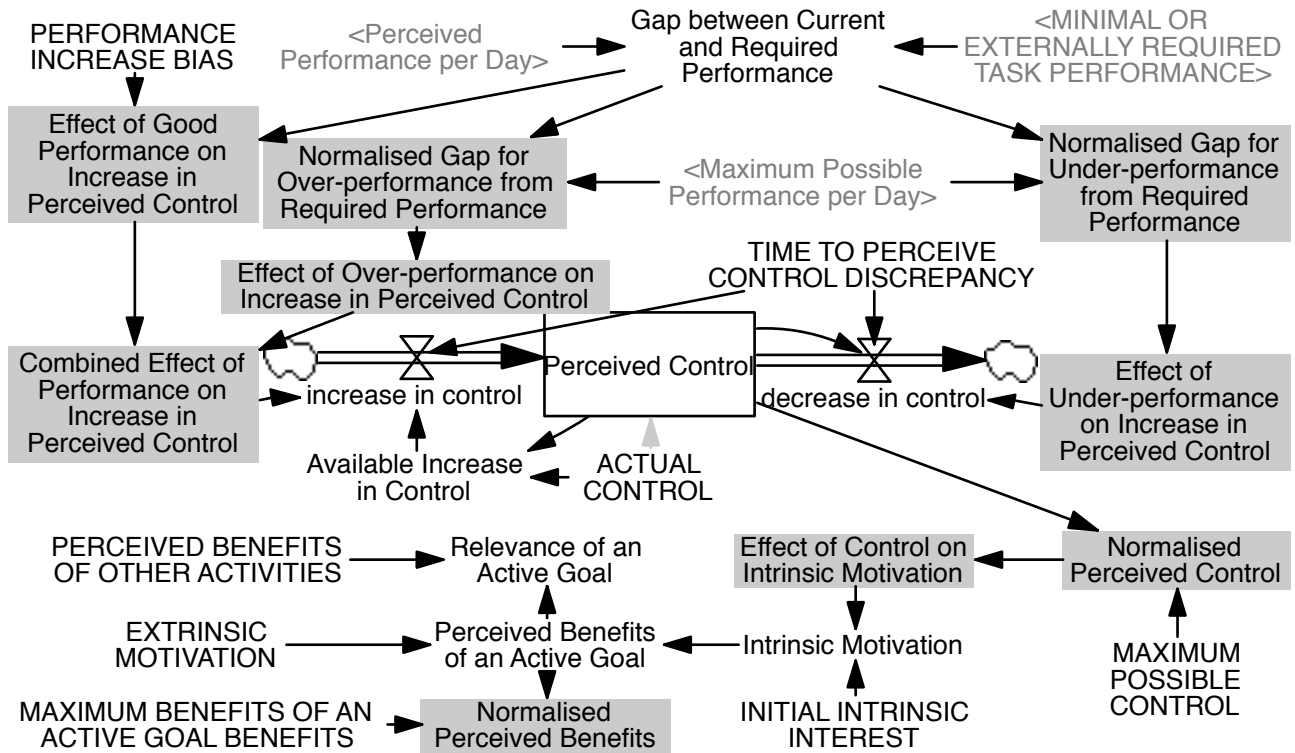 PERFORMANCE
INCREASE BIAS
<Perceived
Performance per Day>
Gap between Current
and Required
Performance
<MINIMAL OR
EXTERNALLY REQUIRED
TASK PERFORMANCE>
Effect of Good
Performance on
Increase in
Perceived Control
Normalised Gap for
Over-performance from
Required Performance
<Maximum Possible
Performance per Day>
Normalised Gap for
Under-performance
from Required
Performance
Effect of Over-performance on
Increase in Perceived Control
TIME TO PERCEIVE
CONTROL DISCREPANCY
Combined Effect of
Performance on
Increase in
Perceived Control
increase in control
Perceived Control
decrease in control
Effect of
Under-performance
on Increase in
Perceived Control
Available Increase
in Control
ACTUAL
CONTROL
PERCEIVED BENEFITS
OF OTHER ACTIVITIES
Relevance of an
Active Goal
Effect of Control on
Intrinsic Motivation
Normalised
Perceived Control
EXTRINSIC
MOTIVATION
Perceived Benefits
of an Active Goal
Intrinsic Motivation
MAXIMUM
POSSIBLE
CONTROL
MAXIMUM BENEFITS OF AN
ACTIVE GOAL BENEFITS
Normalised
Perceived Benefits
INITIAL INTRINSIC
INTEREST